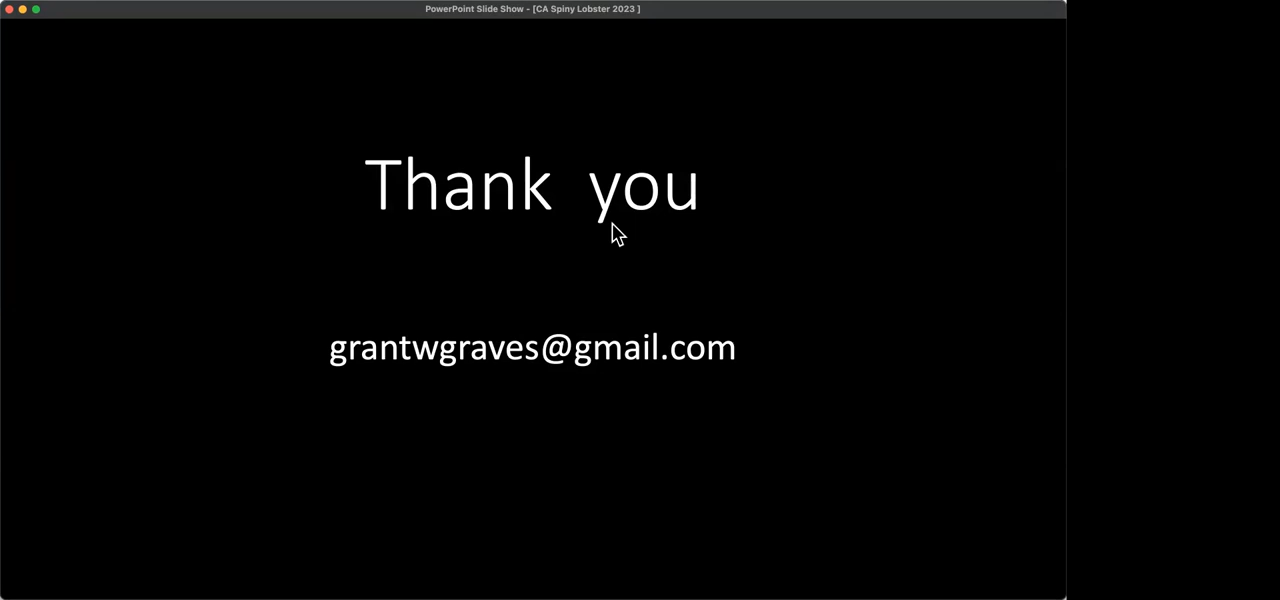 PowerPoint Slide Show - [CA Spiny Lobster 2023 ]
Thank you
grantwgraves@gmail.com